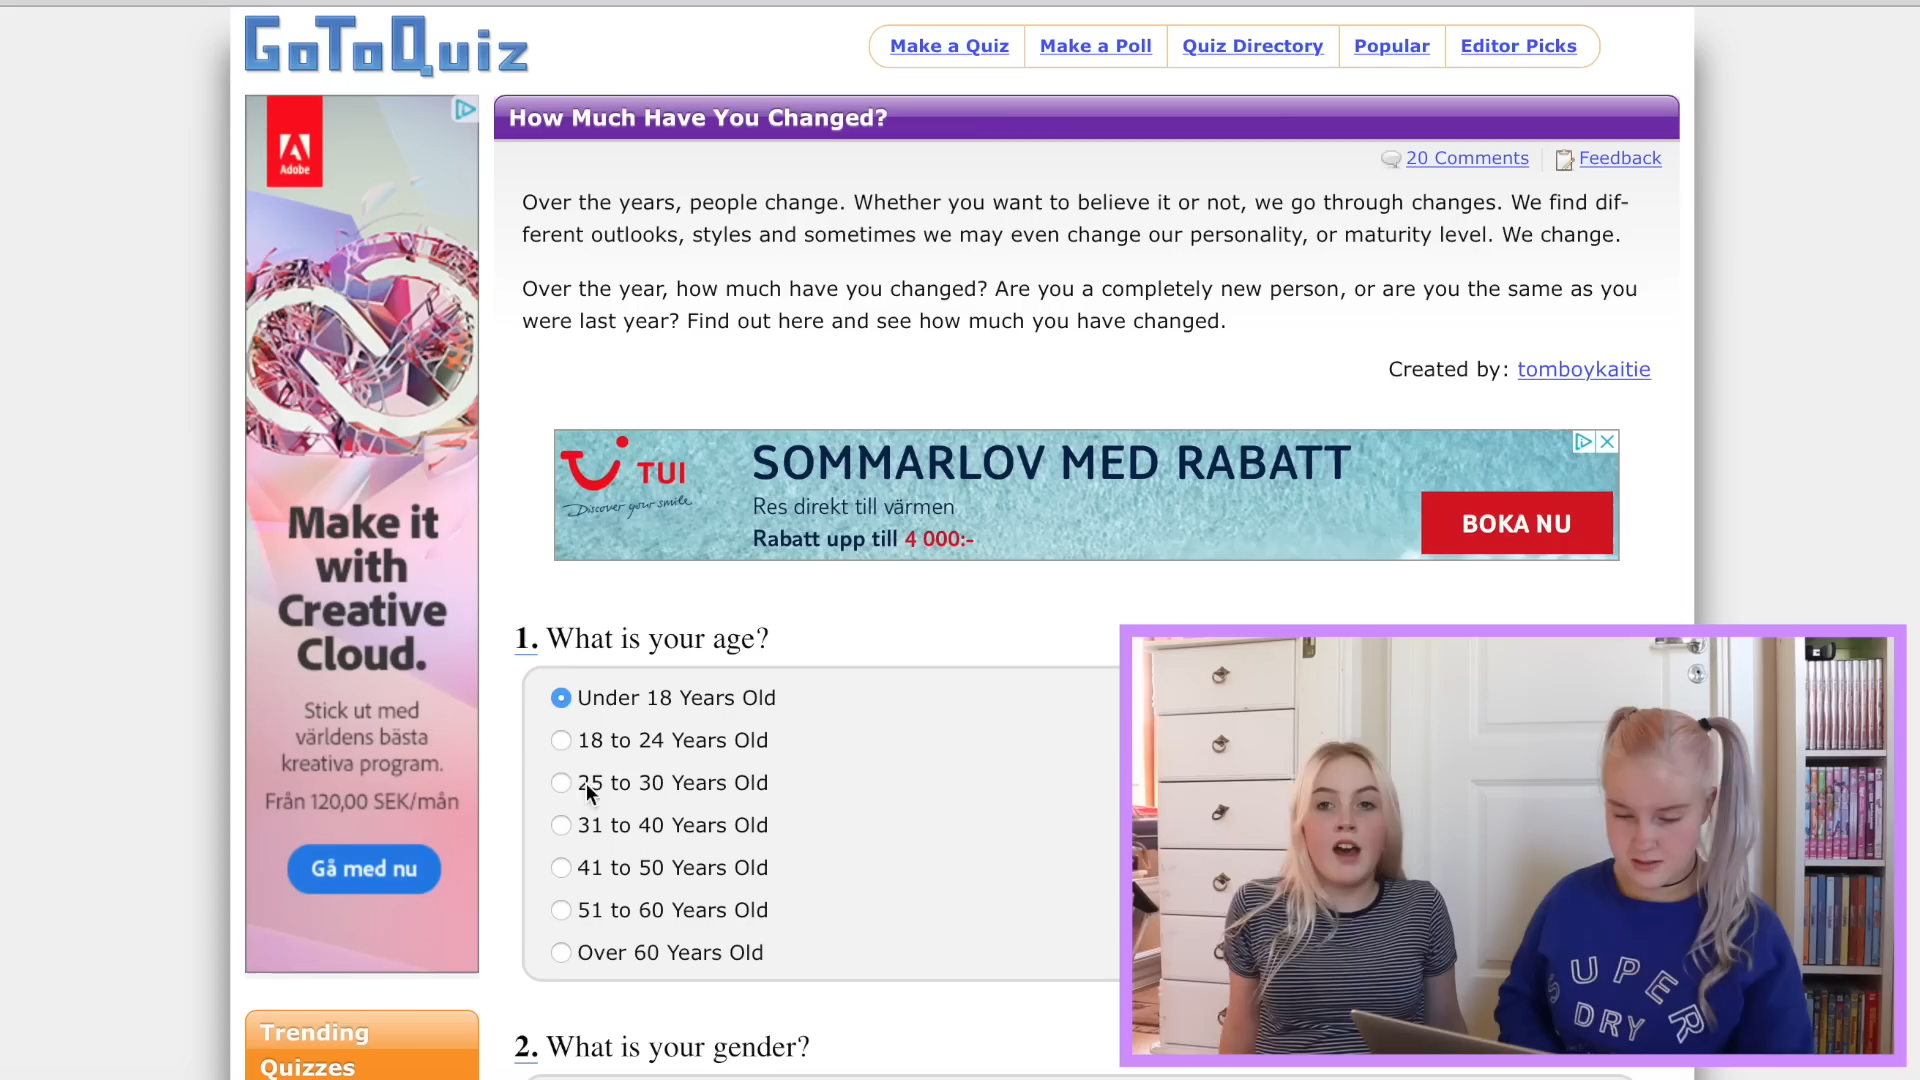 GoToQuiz
Make a Quiz
Make a Poll
Quiz Directory
Popular
Editor Picks
Adobe
Make it
with
Creative
Cloud.
Stick ut med
världens bästa
kreativa program.
Från 120,00 SEK/mån
Gå med nu
Trending
Quizzes
How Much Have You Changed?
20 Comments
Feedback
Over the years, people change. Whether you want to believe it or not, we go through changes. We find dif-
ferent outlooks, styles and sometimes we may even change our personality, or maturity level. We change.
Over the year, how much have you changed? Are you a completely new person, or are you the same as you
were last year? Find out here and see how much you have changed.
Created by: tomboykaitie
TUI
Discover your smile
SOMMARLOV MED RABATT
Res direkt till värmen
Rabatt upp till 4 000:-
BOKA NU
1. What is your age?
Under 18 Years Old
18 to 24 Years Old
25 to 30 Years Old
31 to 40 Years Old
41 to 50 Years Old
51 to 60 Years Old
Over 60 Years Old
2. What is your gender?
SUPER
DRY